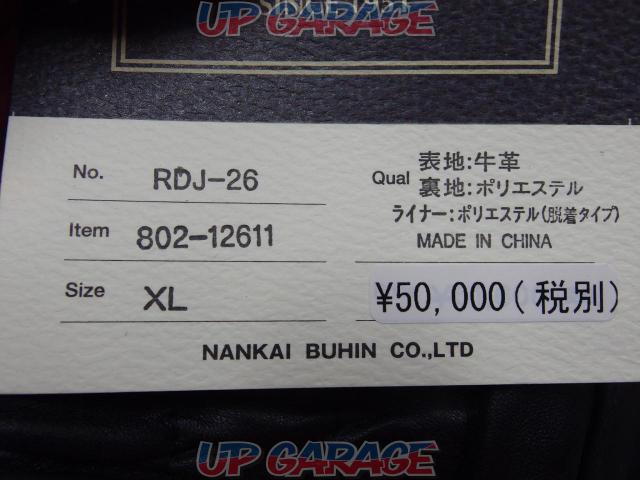 SINCE 1931
No. RDJ-26
Item 802-12611
Size XL
Qual 表地:牛革
裏地:ポリエステル
ライナー:ポリエステル(脱着タイプ)
MADE IN CHINA
¥50,000(税別)
NANKAI BUHIN CO.,LTD
UP GARAGE
UP GARAGE